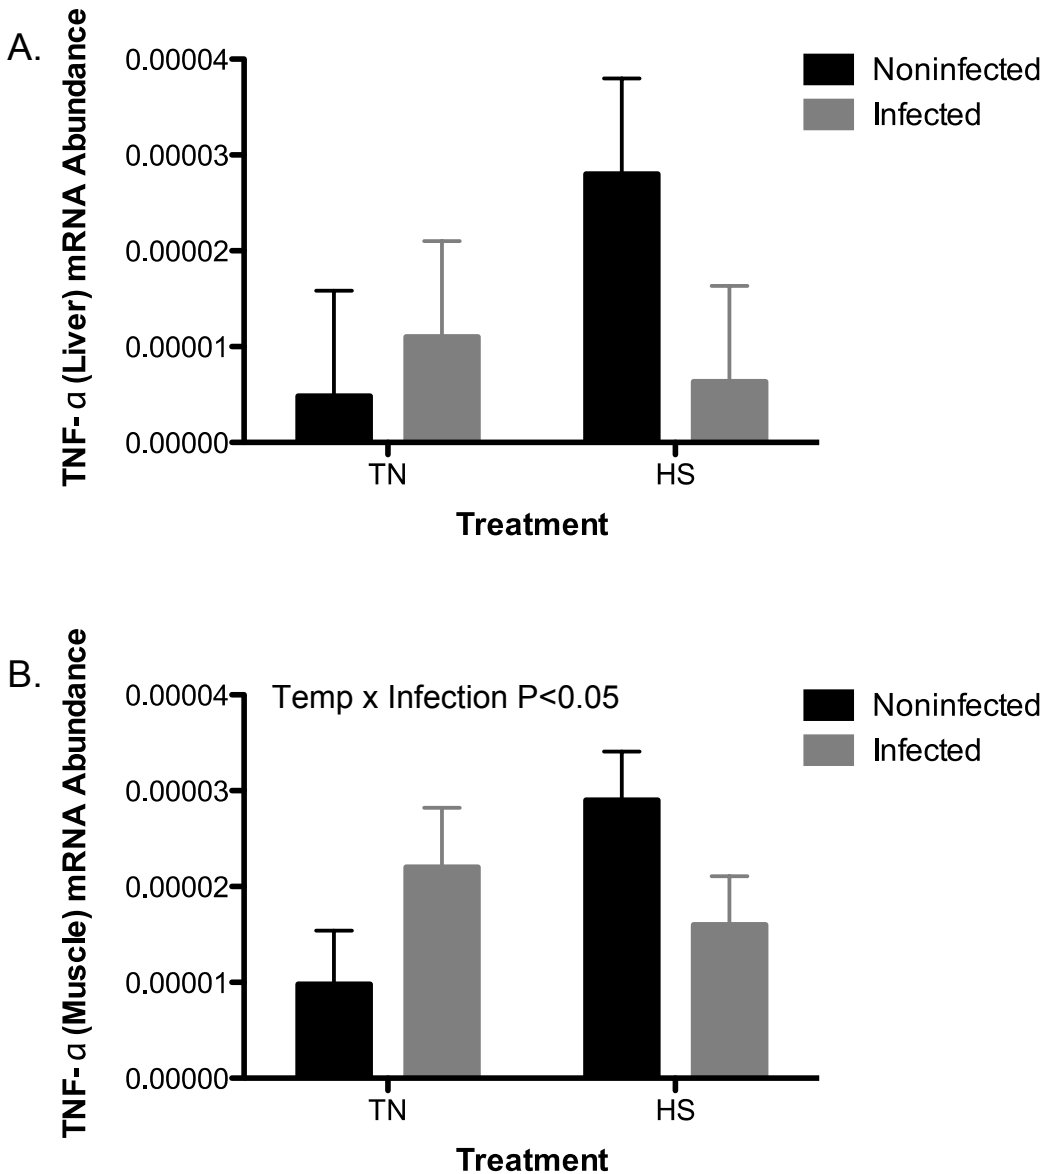 A.
TNF- α (Liver) mRNA Abundance
0.00004
0.00003
0.00002
0.00001
0.00000
TN
HS
Treatment
Noninfected
Infected
B.
TNF- α (Muscle) mRNA Abundance
0.00004
0.00003
0.00002
0.00001
0.00000
Temp x Infection P<0.05
TN
HS
Treatment
Noninfected
Infected